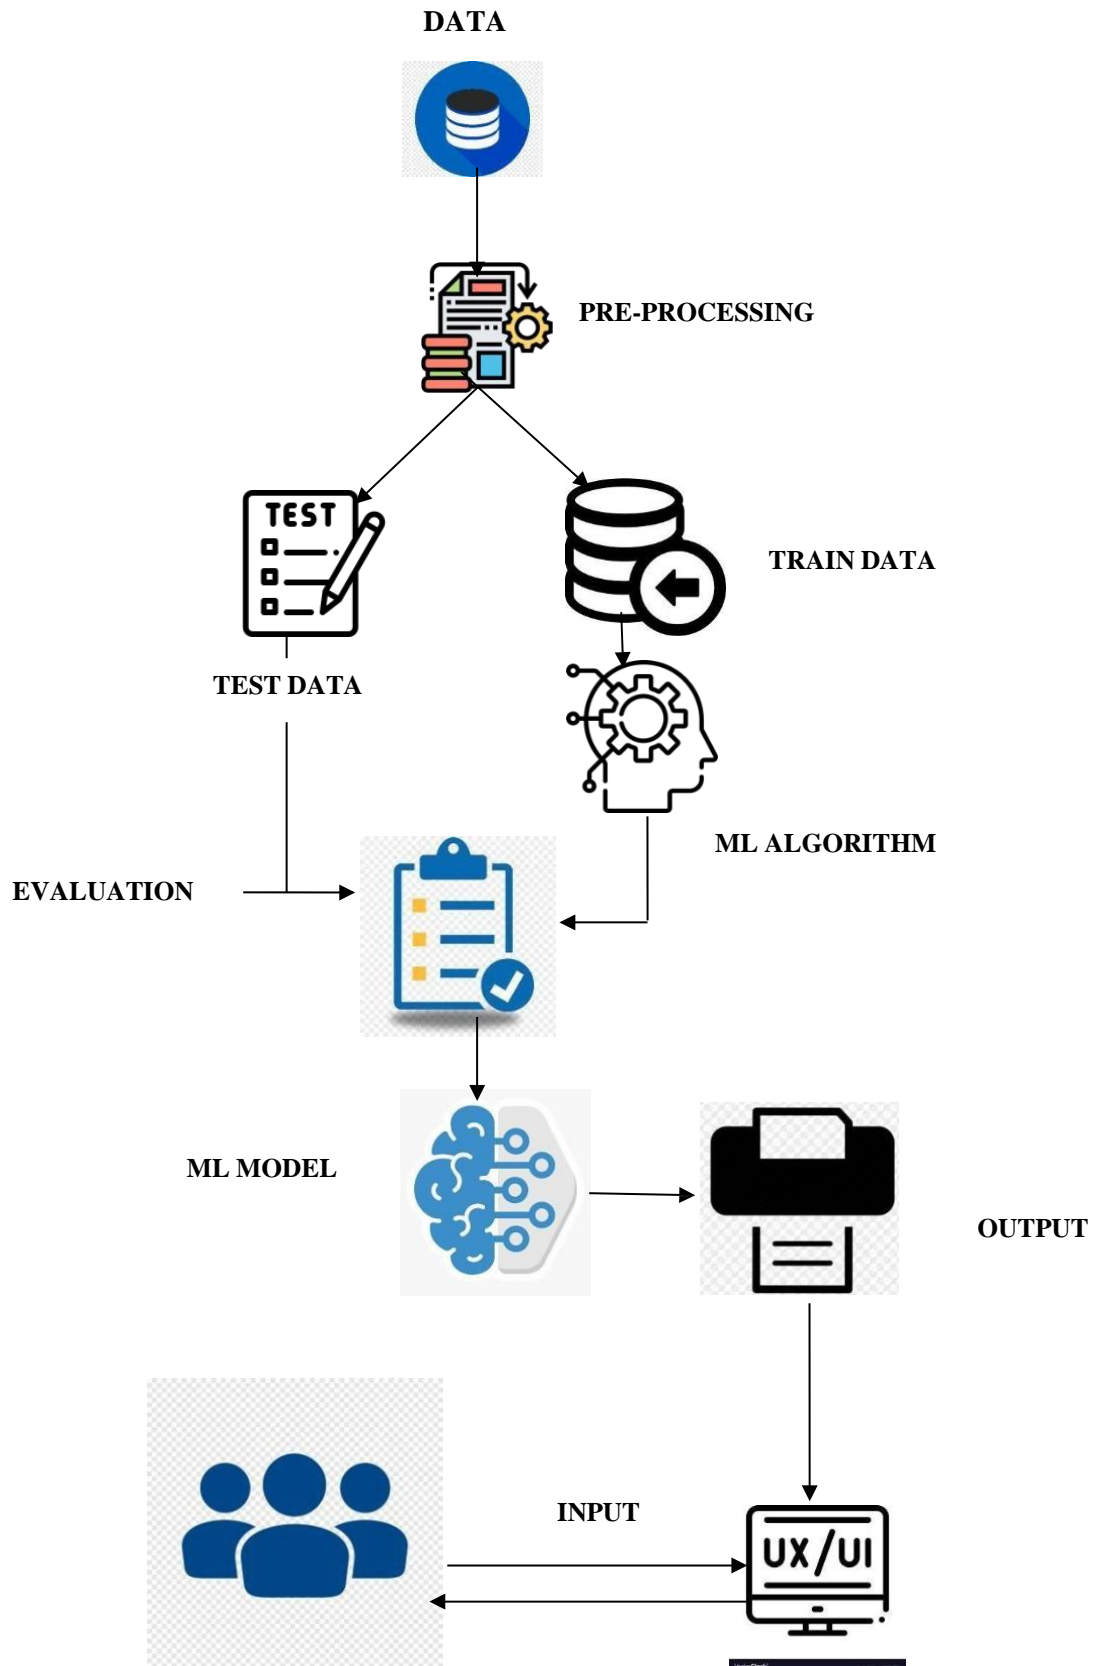 DATA
PRE-PROCESSING
TEST
TRAIN DATA
TEST DATA
ML ALGORITHM
EVALUATION
ML MODEL
OUTPUT
INPUT
UX/UI